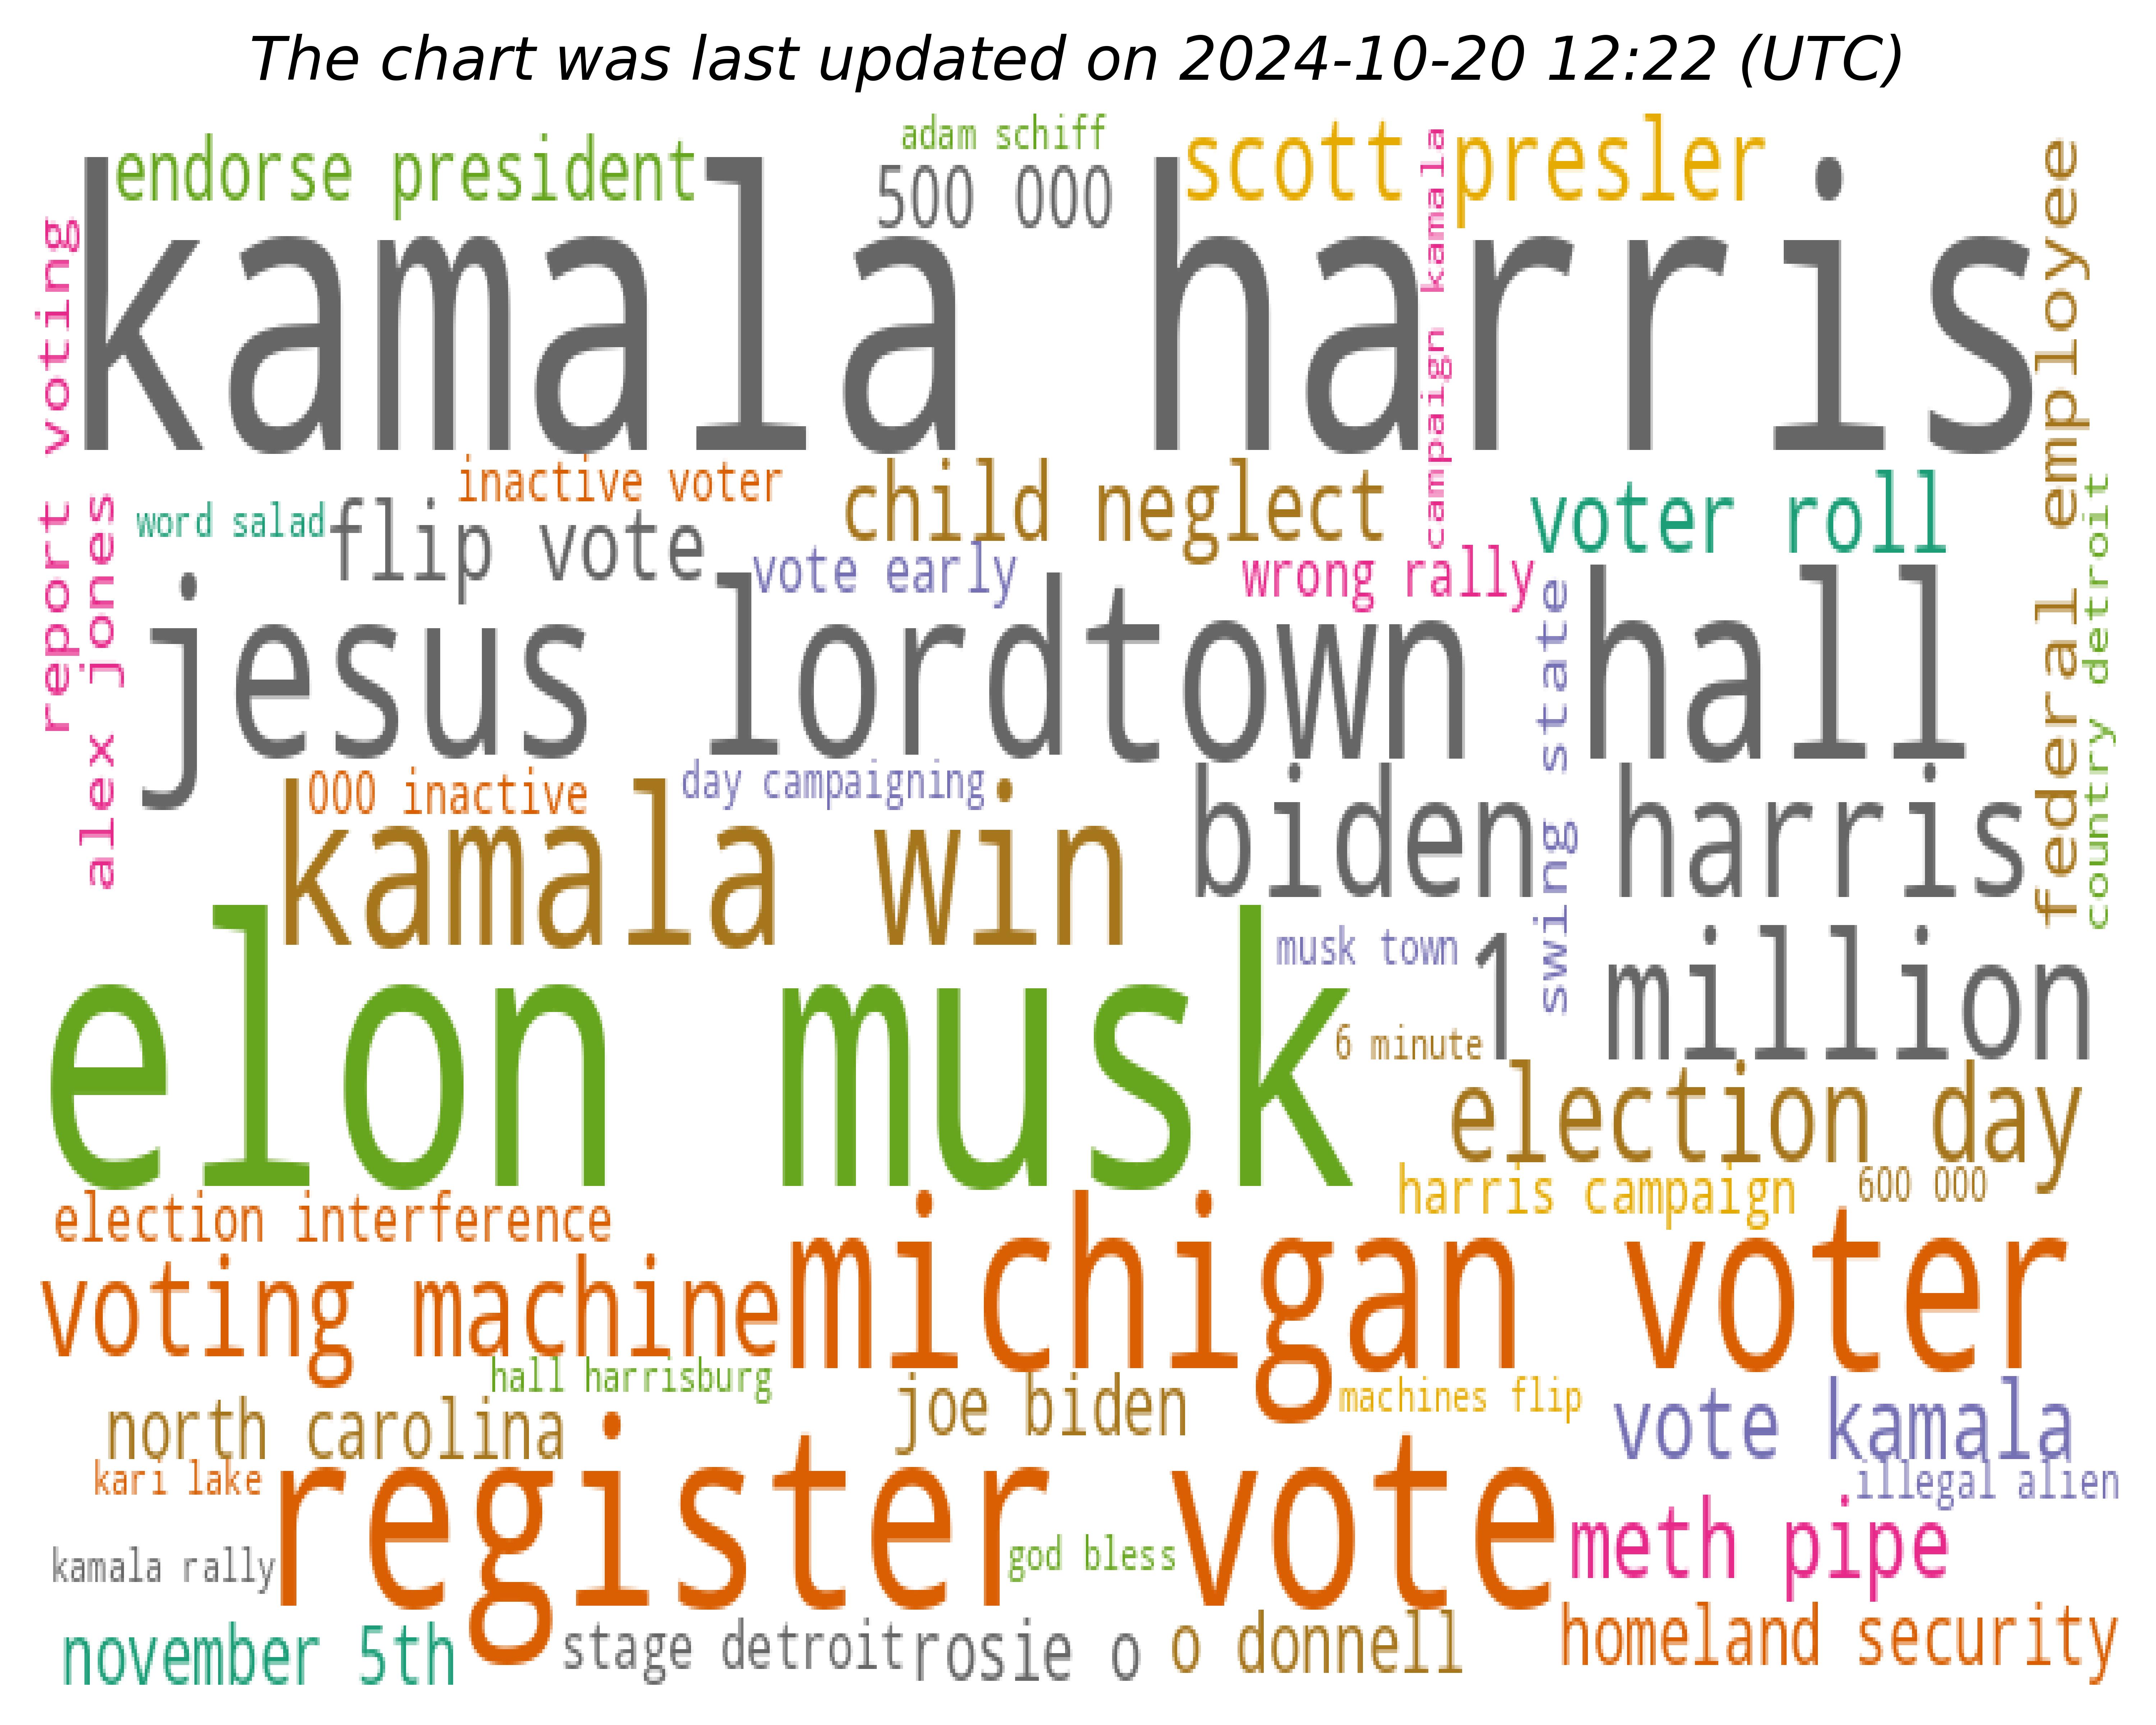 The chart was last updated on 2024-10-20 12:22 (UTC)
adam schiff
endorse president
scott presler
500 000
kamala harris
campaign kamala
federal employee
report voting
inactive voter
child neglect
voter roll
word salad
flip vote
vote early
wrong rally
alex jones
country detroit
jesus lord
town hall
swing state
000 inactive
day campaigning
kamala win
biden harris
elon musk
musk town
1 million
6 minute
election day
harris campaign
600 000
election interference
voting machine
michigan voter
hall harrisburg
joe biden
machines flip
vote kamala
north carolina
kari lake
register vote
illegal alien
meth pipe
god bless
kamala rally
november 5th
stage detroit
rosie o
o donnell
homeland security